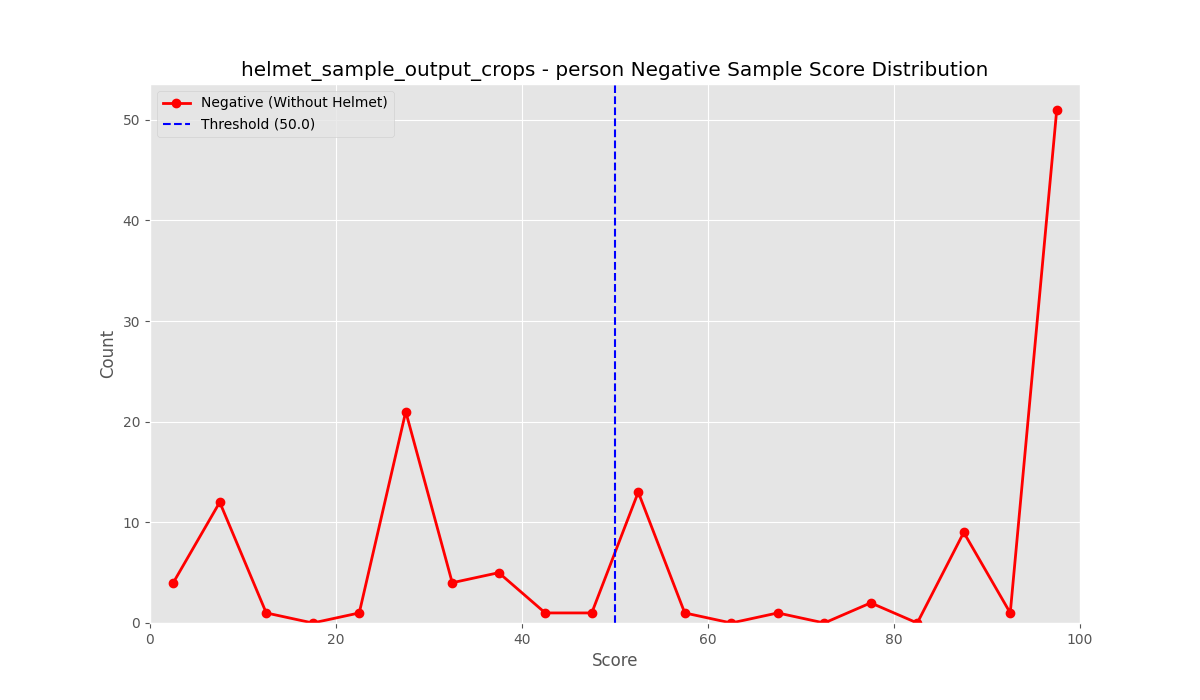 helmet_sample_output_crops - person Negative Sample Score Distribution
Negative (Without Helmet)
Threshold (50.0)
50
40
30
20
10
0
Count
0 20 40 60 80 100
Score